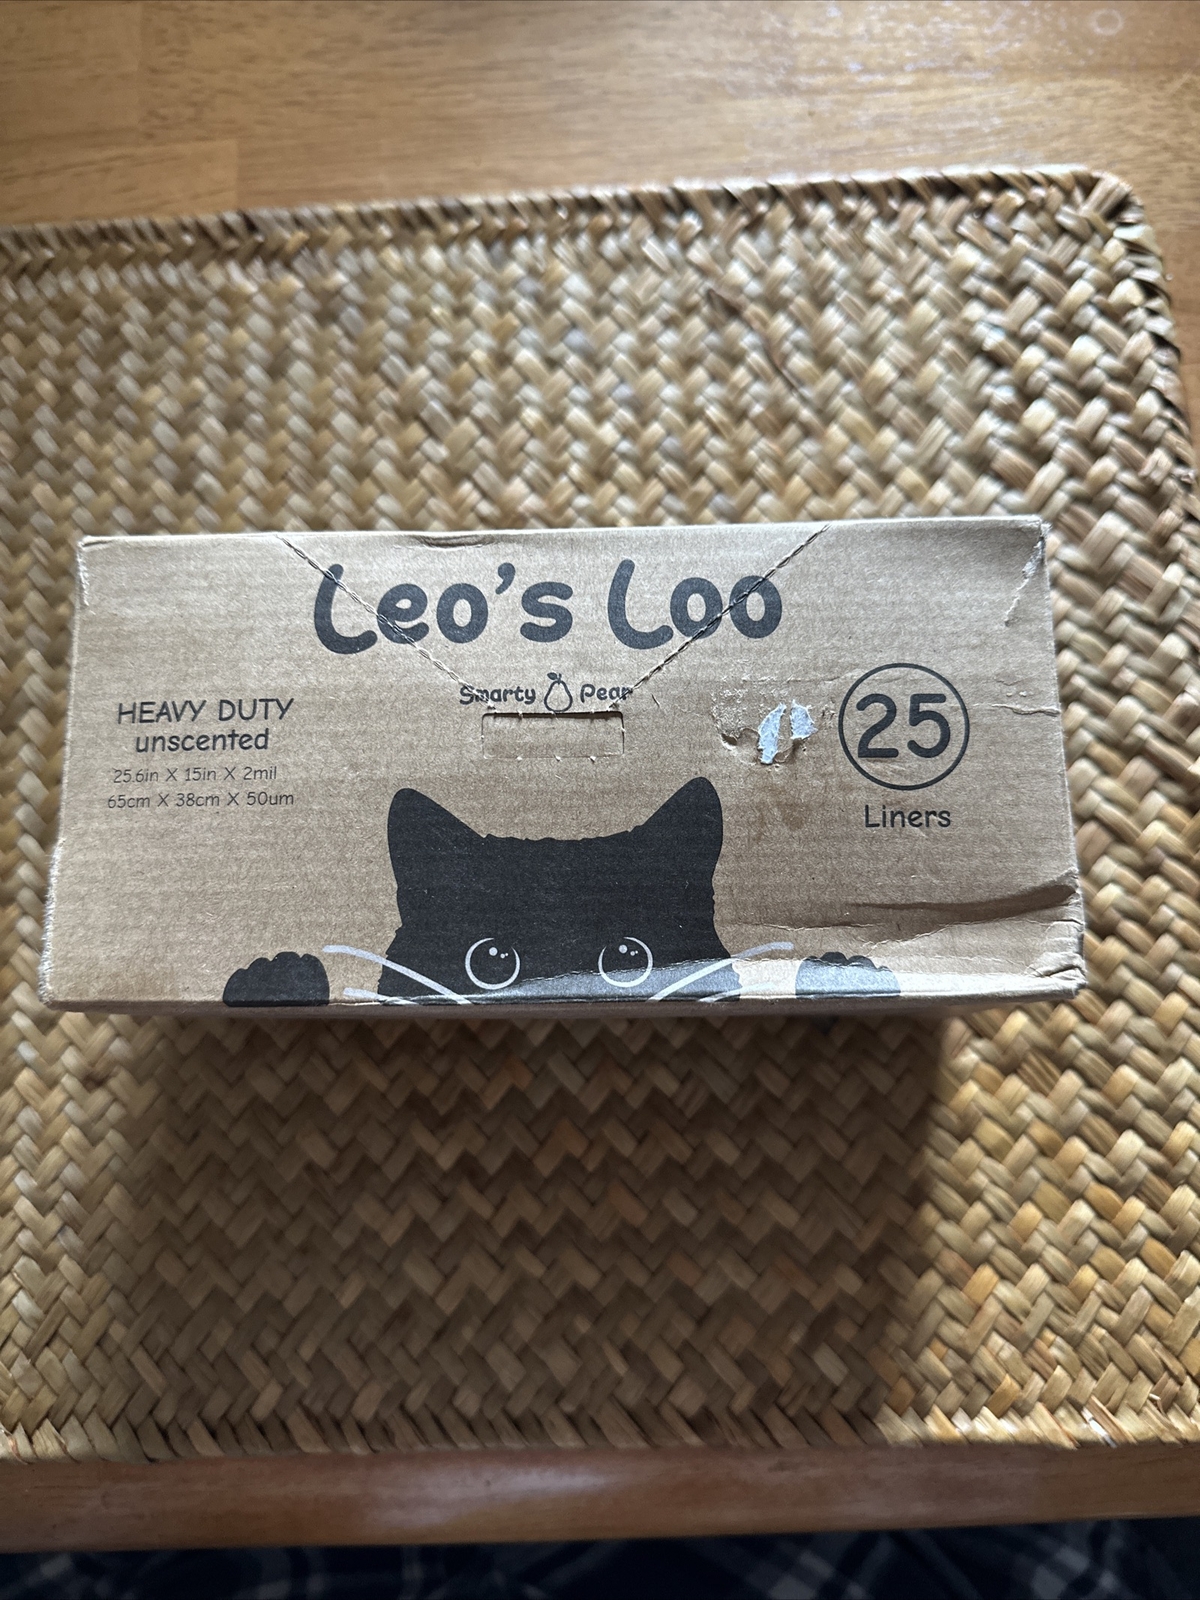 Leo's Loo
Smarty Pear
HEAVY DUTY
unscented
25.6in X 15in X 2mil
65cm X 38cm X 50um
25
Liners